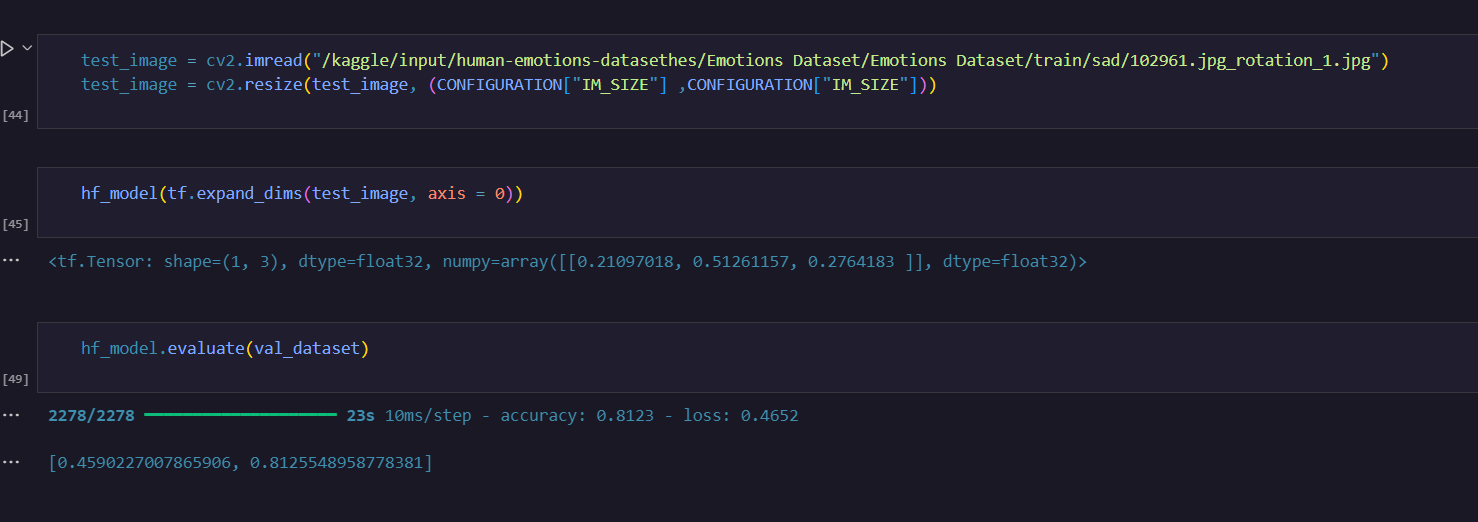 test_image = cv2.imread("/kaggle/input/human-emotions-datasethes/Emotions Dataset/Emotions Dataset/train/sad/102961.jpg_rotation_1.jpg")
test_image = cv2.resize(test_image, (CONFIGURATION["IM_SIZE"] ,CONFIGURATION["IM_SIZE"]))
[44]
hf_model(tf.expand_dims(test_image, axis = 0))
[45]
... <tf.Tensor: shape=(1, 3), dtype=float32, numpy=array([[0.21097018, 0.51261157, 0.2764183 ]], dtype=float32)>
hf_model.evaluate(val_dataset)
[49]
... 2278/2278 ━━━━━━━━━━━━━━━━━━━━ 23s 10ms/step - accuracy: 0.8123 - loss: 0.4652
... [0.4590227007865906, 0.8125548958778381]